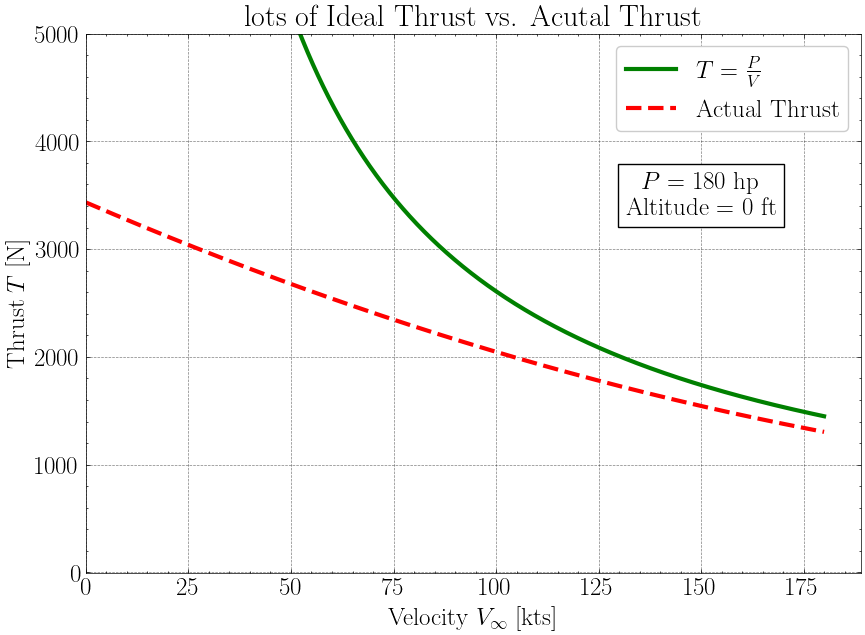 lots of Ideal Thrust vs. Acutal Thrust
5000
4000
3000
2000
1000
0
Thrust T [N]
T = P/V
Actual Thrust
P = 180 hp
Altitude = 0 ft
0 25 50 75 100 125 150 175
Velocity V∞ [kts]